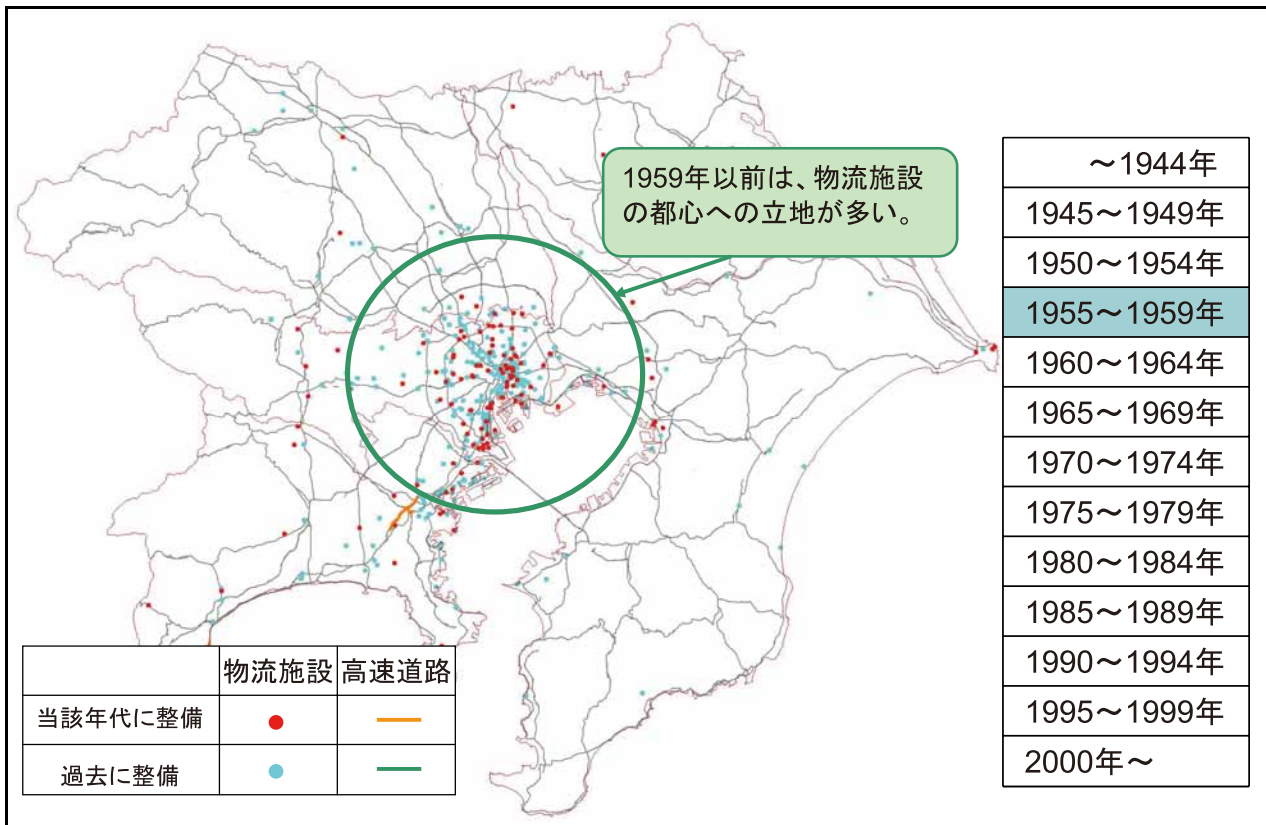 1959年以前は、物流施設
の都心への立地が多い。
～1944年
1945～1949年
1950～1954年
1955～1959年
1960～1964年
1965～1969年
1970～1974年
1975～1979年
1980～1984年
1985～1989年
1990～1994年
1995～1999年
2000年～
物流施設 高速道路
当該年代に整備
過去に整備